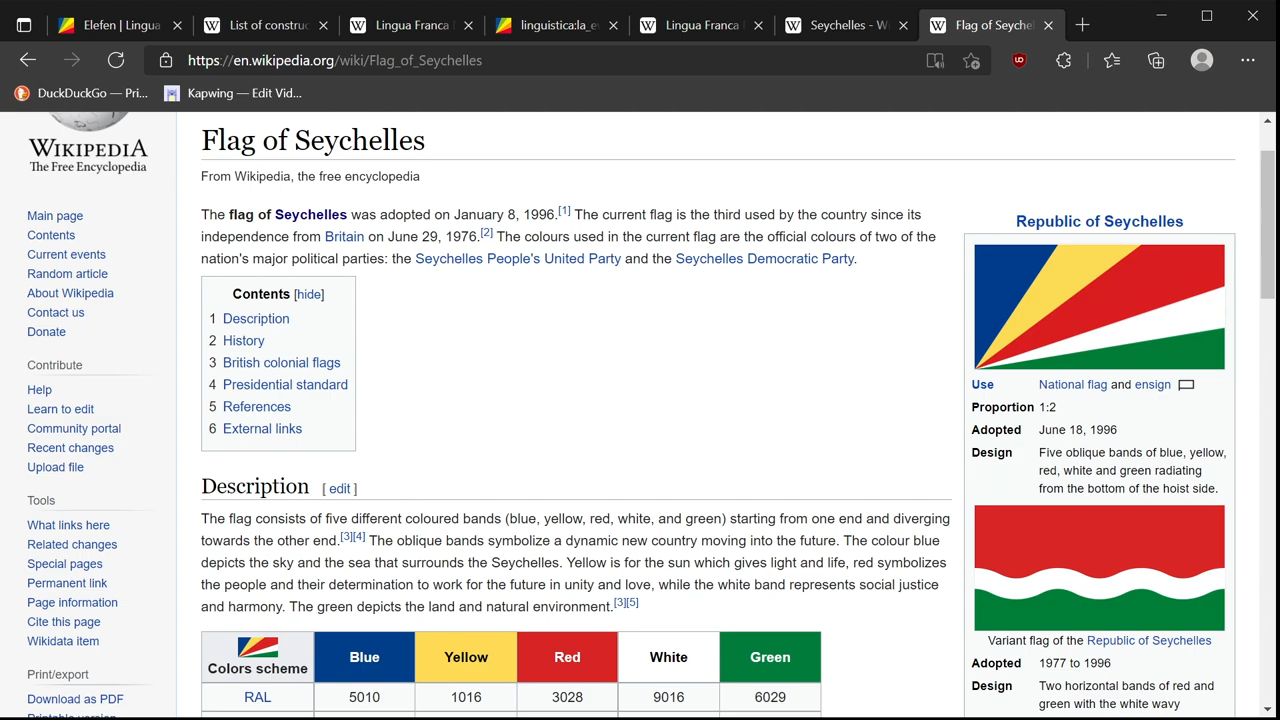 Elefen | Lingua
List of construc
Lingua Franca
linguistica:la_e
Lingua Franca
Seychelles - W
Flag of Seyche
https://en.wikipedia.org/wiki/Flag_of_Seychelles
DuckDuckGo — Pri...
Kapwing — Edit Vid...
WIKIPEDIA
The Free Encyclopedia
Main page
Contents
Current events
Random article
About Wikipedia
Contact us
Donate
Contribute
Help
Learn to edit
Community portal
Recent changes
Upload file
Tools
What links here
Related changes
Special pages
Permanent link
Page information
Cite this page
Wikidata item
Print/export
Download as PDF
Flag of Seychelles
From Wikipedia, the free encyclopedia
The flag of Seychelles was adopted on January 8, 1996.[1] The current flag is the third used by the country since its
independence from Britain on June 29, 1976.[2] The colours used in the current flag are the official colours of two of the
nation's major political parties: the Seychelles People's United Party and the Seychelles Democratic Party.
Contents [hide]
1 Description
2 History
3 British colonial flags
4 Presidential standard
5 References
6 External links
Description [ edit ]
The flag consists of five different coloured bands (blue, yellow, red, white, and green) starting from one end and diverging
towards the other end.[3][4] The oblique bands symbolize a dynamic new country moving into the future. The colour blue
depicts the sky and the sea that surrounds the Seychelles. Yellow is for the sun which gives light and life, red symbolizes
the people and their determination to work for the future in unity and love, while the white band represents social justice
and harmony. The green depicts the land and natural environment.[3][5]
Colors scheme Blue Yellow Red White Green
RAL 5010 1016 3028 9016 6029
Republic of Seychelles
Use National flag and ensign
Proportion 1:2
Adopted June 18, 1996
Design Five oblique bands of blue, yellow,
red, white and green radiating
from the bottom of the hoist side.
Variant flag of the Republic of Seychelles
Adopted 1977 to 1996
Design Two horizontal bands of red and
green with the white wavy